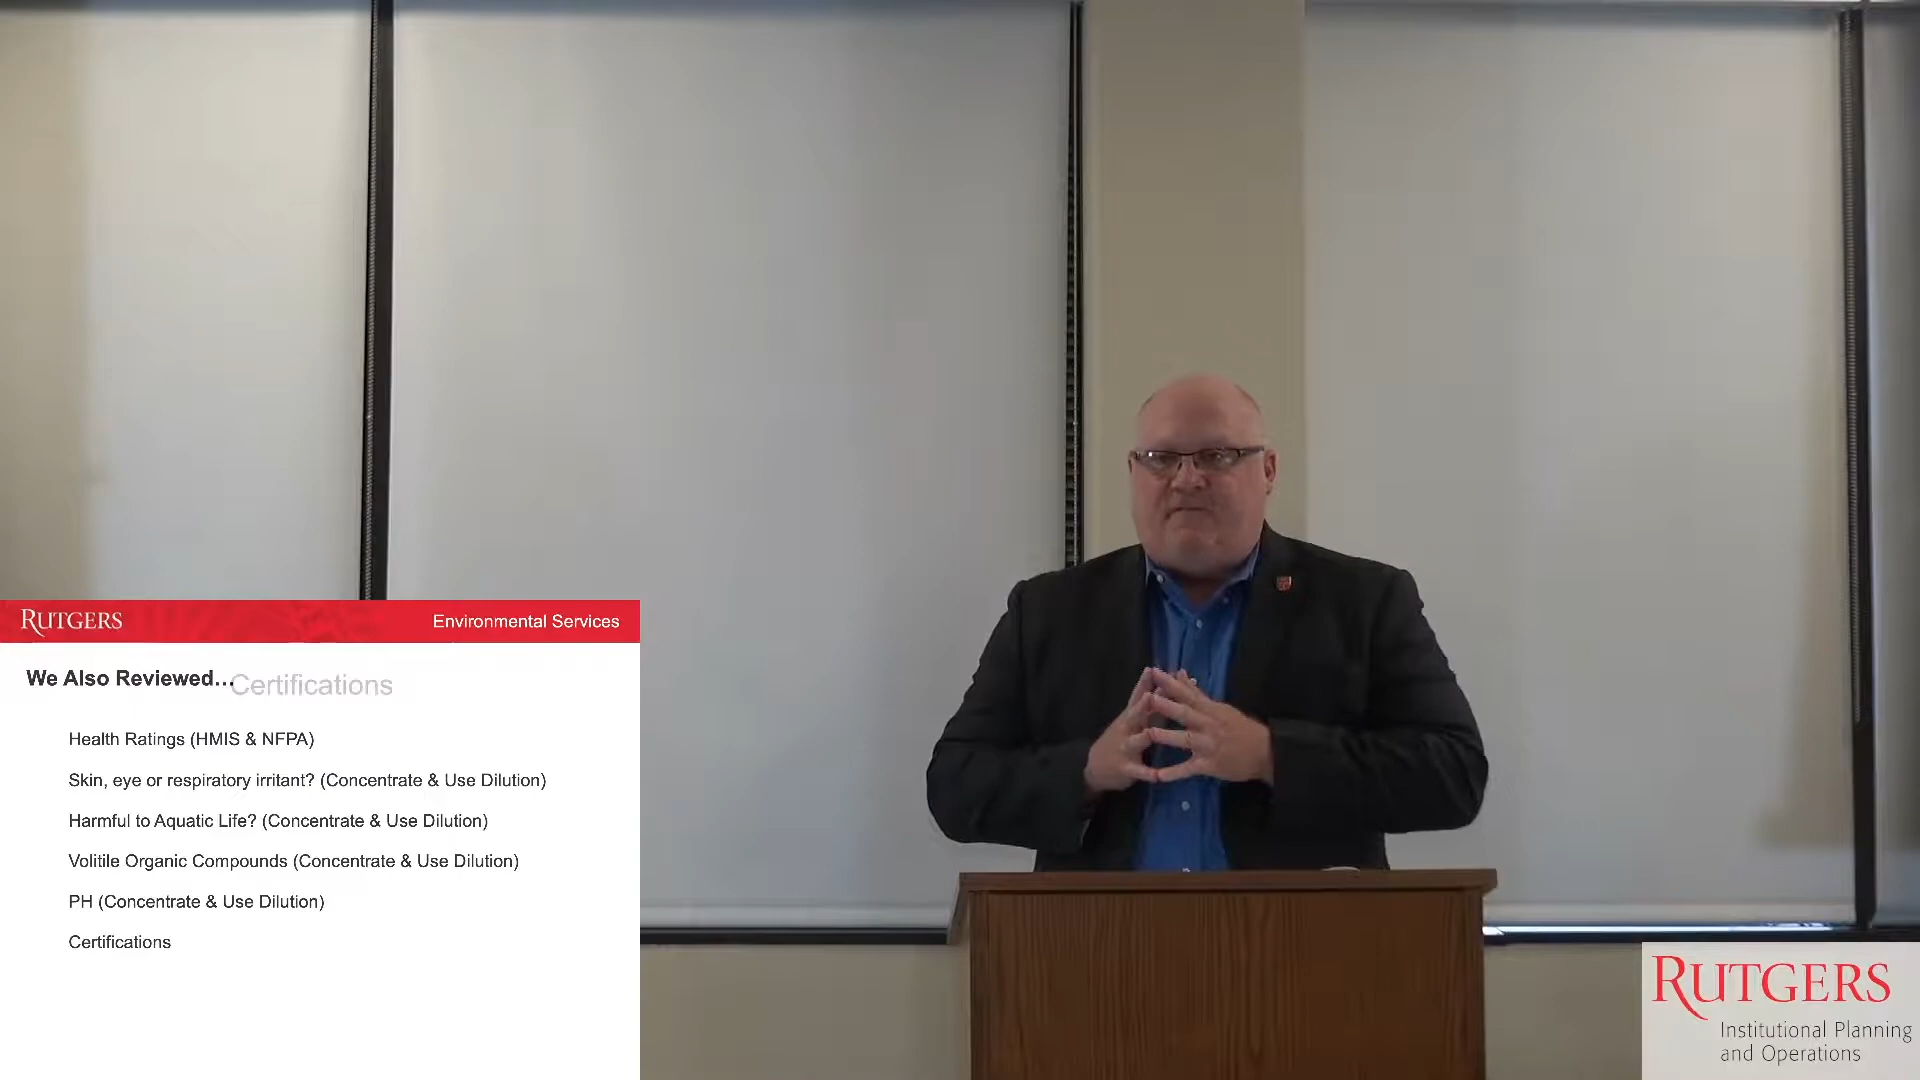 RUTGERS
Environmental Services
We Also Reviewed...
Certifications
Health Ratings (HMIS & NFPA)
Skin, eye or respiratory irritant? (Concentrate & Use Dilution)
Harmful to Aquatic Life? (Concentrate & Use Dilution)
Volitile Organic Compounds (Concentrate & Use Dilution)
PH (Concentrate & Use Dilution)
Certifications
RUTGERS
Institutional Planning
and Operations